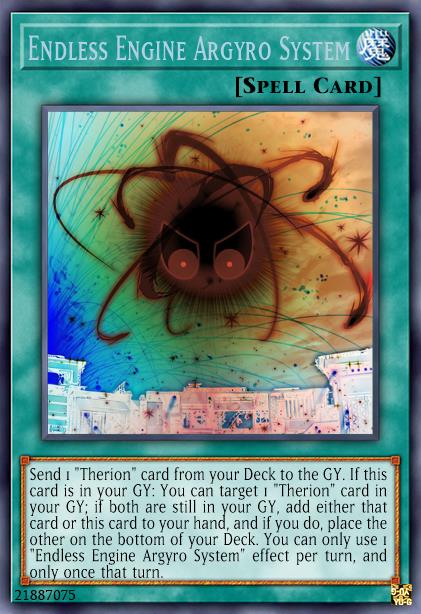 Endless Engine Argyro System
魔
[Spell Card]
Send 1 "Therion" card from your Deck to the GY. If this
card is in your GY: You can target 1 "Therion" card in
your GY; if both are still in your GY, add either that
card or this card to your hand, and if you do, place the
other on the bottom of your Deck. You can only use 1
"Endless Engine Argyro System" effect per turn, and
only once that turn.
21887075